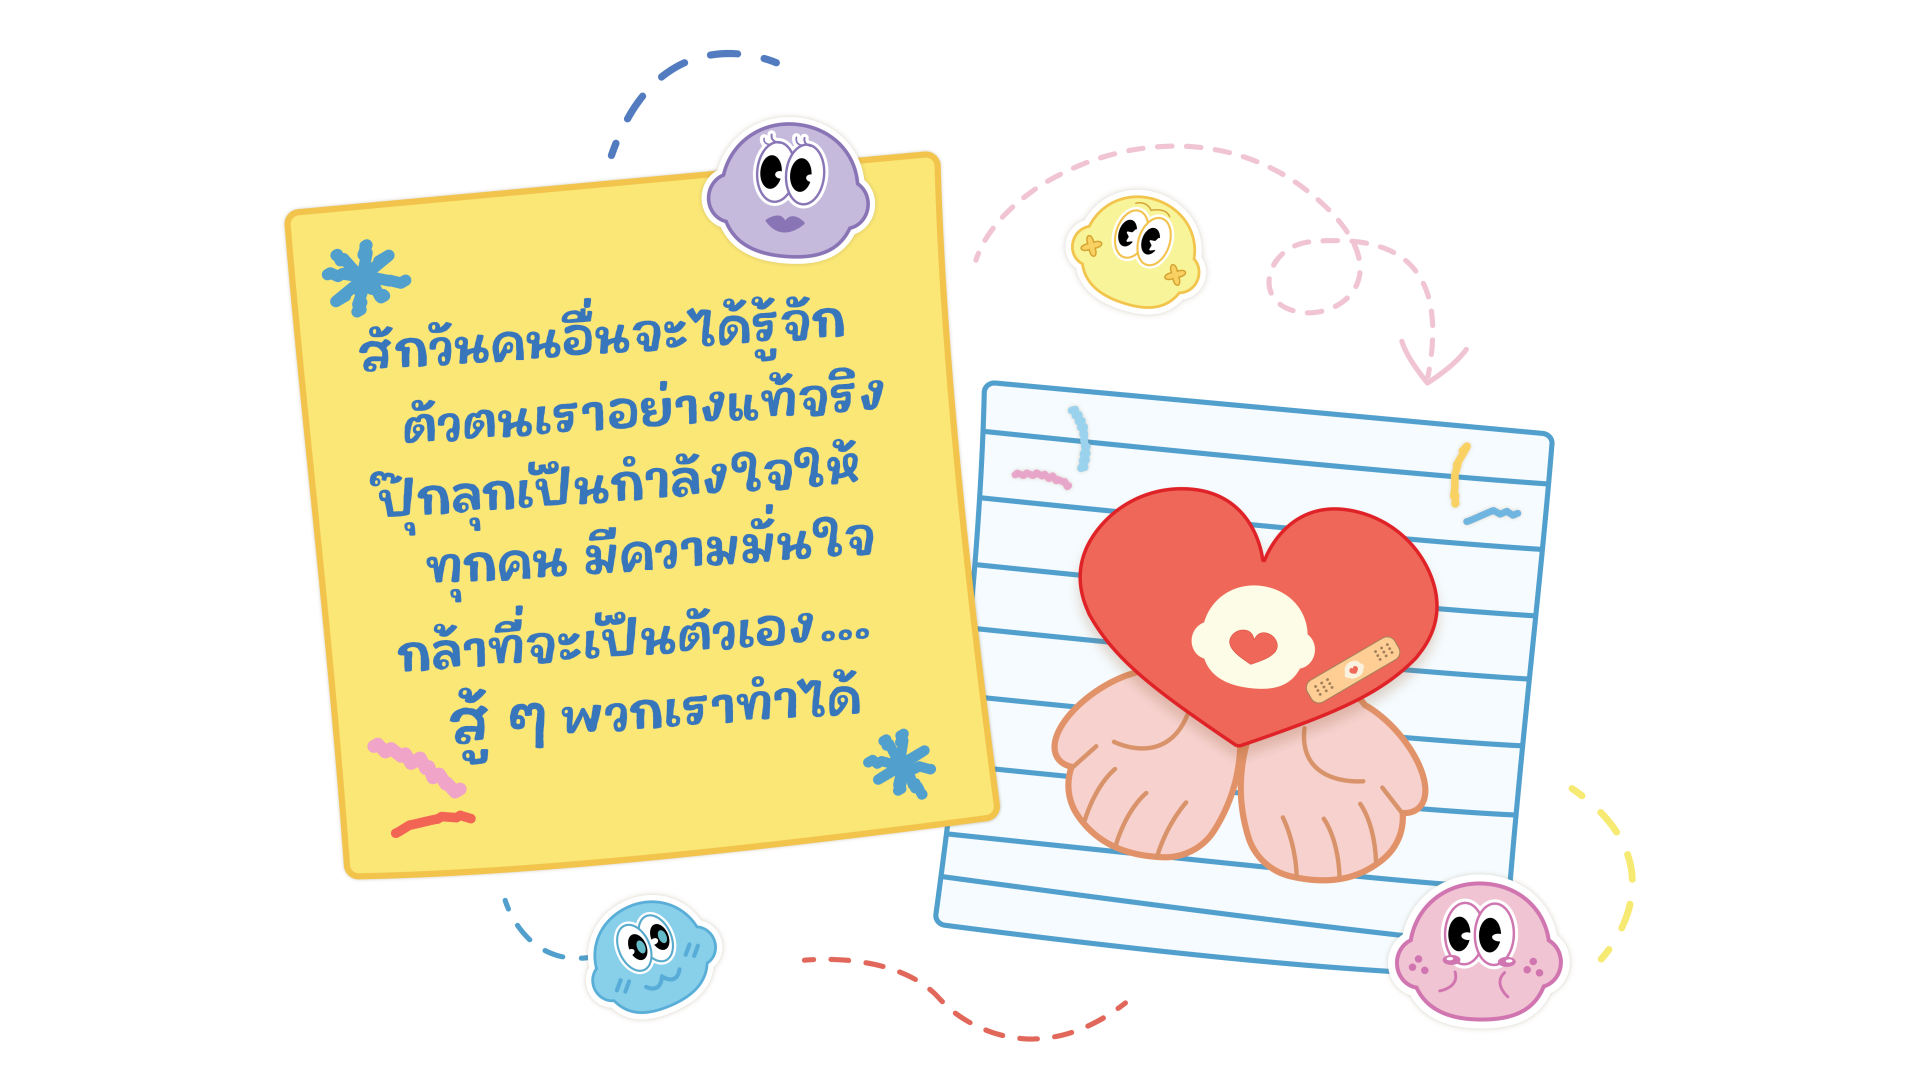 สักวันคนอื่นจะได้รู้จัก
ตัวตนเราอย่างแท้จริง
ปุ๊กลุกเป็นกำลังใจให้
ทุกคน มีความมั่นใจ
กล้าที่จะเป็นตัวเอง...
สู้ ๆ พวกเราทำได้